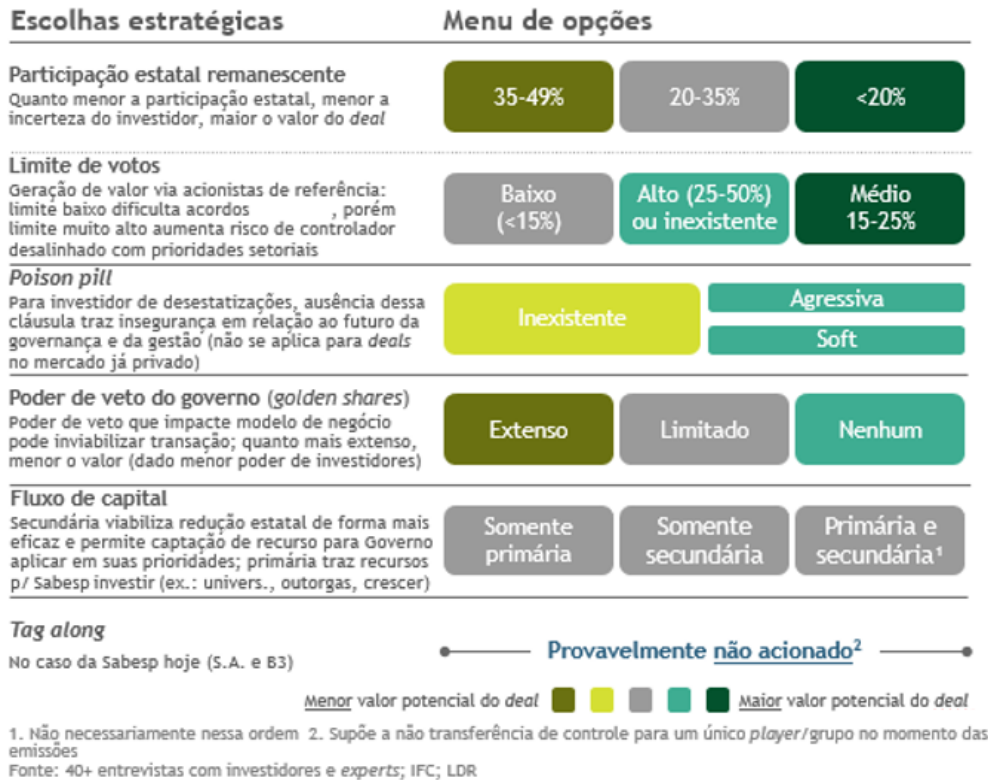 Escolhas estratégicas
Menu de opções
Participação estatal remanescente
Quanto menor a participação estatal, menor a
incerteza do investidor, maior o valor do deal
35-49%
20-35%
<20%
Limite de votos
Geração de valor via acionistas de referência:
limite baixo dificulta acordos , porém
limite muito alto aumenta risco de controlador
desalinhado com prioridades setoriais
Baixo
(<15%)
Alto (25-50%)
ou inexistente
Médio
15-25%
Poison pill
Para investidor de desestatizações, ausência dessa
cláusula traz insegurança em relação ao futuro da
governança e da gestão (não se aplica para deals
no mercado já privado)
Inexistente
Agressiva
Soft
Poder de veto do governo (golden shares)
Poder de veto que impacte modelo de negócio
pode inviabilizar transação; quanto mais extenso,
menor o valor (dado menor poder de investidores)
Extenso
Limitado
Nenhum
Fluxo de capital
Secundária viabiliza redução estatal de forma mais
eficaz e permite captação de recurso para Governo
aplicar em suas prioridades; primária traz recursos
p/ Sabesp investir (ex.: univers., outorgas, crescer)
Somente
primária
Somente
secundária
Primária e
secundária¹
Tag along
No caso da Sabesp hoje (S.A. e B3)
Provavelmente não acionado²
Menor valor potencial do deal
Maior valor potencial do deal
1. Não necessariamente nessa ordem 2. Supõe a não transferência de controle para um único player/grupo no momento das
emissões
Fonte: 40+ entrevistas com investidores e experts; IFC; LDR